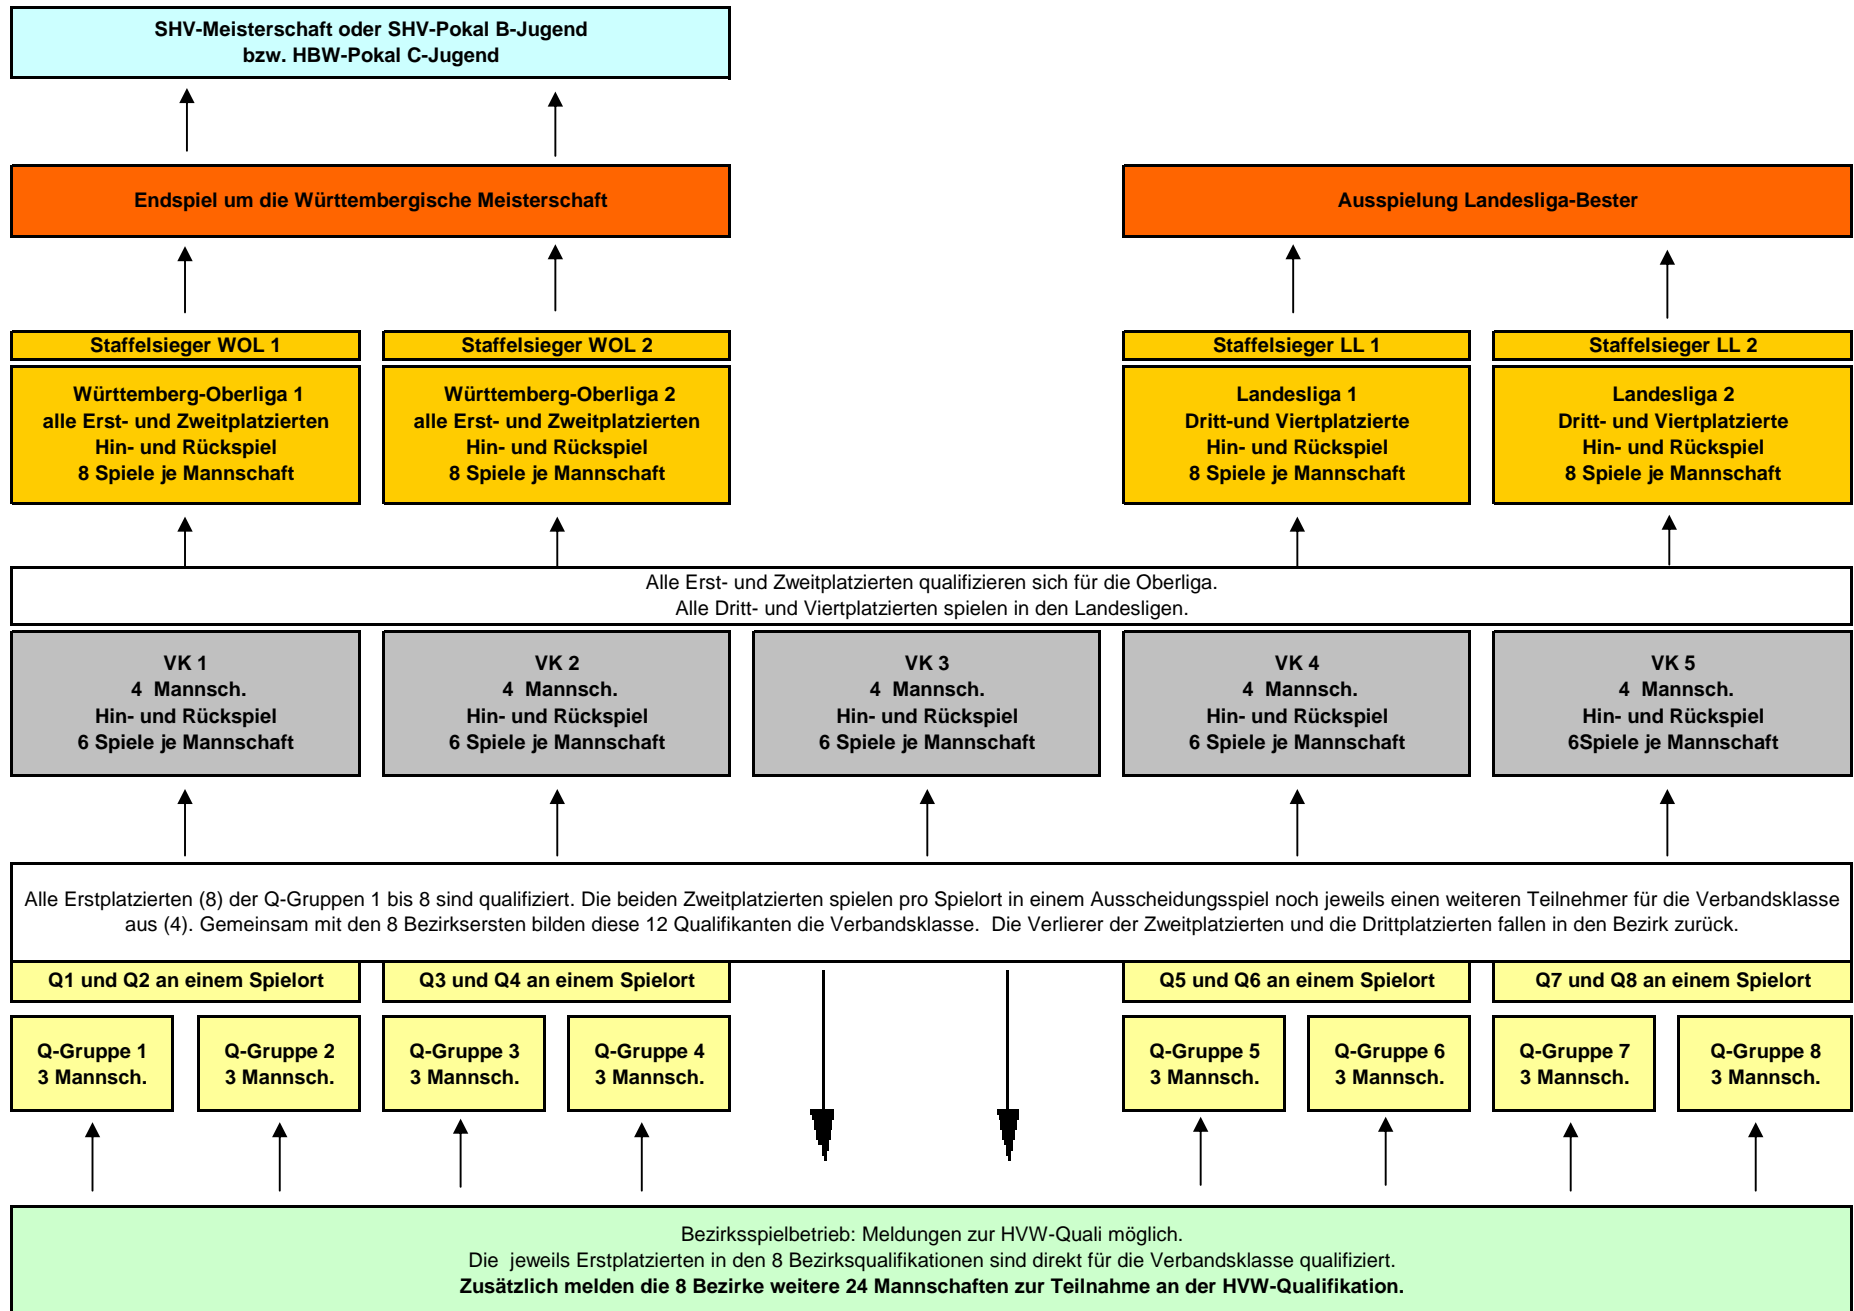 SHV-Meisterschaft oder SHV-Pokal B-Jugend
bzw. HBW-Pokal C-Jugend
Endspiel um die Württembergische Meisterschaft
Ausspielung Landesliga-Bester
Staffelsieger WOL 1
Staffelsieger WOL 2
Staffelsieger LL 1
Staffelsieger LL 2
Württemberg-Oberliga 1
alle Erst- und Zweitplatzierten
Hin- und Rückspiel
8 Spiele je Mannschaft
Württemberg-Oberliga 2
alle Erst- und Zweitplatzierten
Hin- und Rückspiel
8 Spiele je Mannschaft
Landesliga 1
Dritt-und Viertplatzierte
Hin- und Rückspiel
8 Spiele je Mannschaft
Landesliga 2
Dritt- und Viertplatzierte
Hin- und Rückspiel
8 Spiele je Mannschaft
Alle Erst- und Zweitplatzierten qualifizieren sich für die Oberliga.
Alle Dritt- und Viertplatzierten spielen in den Landesligen.
VK 1
4 Mannsch.
Hin- und Rückspiel
6 Spiele je Mannschaft
VK 2
4 Mannsch.
Hin- und Rückspiel
6 Spiele je Mannschaft
VK 3
4 Mannsch.
Hin- und Rückspiel
6 Spiele je Mannschaft
VK 4
4 Mannsch.
Hin- und Rückspiel
6 Spiele je Mannschaft
VK 5
4 Mannsch.
Hin- und Rückspiel
6Spiele je Mannschaft
Alle Erstplatzierten (8) der Q-Gruppen 1 bis 8 sind qualifiziert. Die beiden Zweitplatzierten spielen pro Spielort in einem Ausscheidungsspiel noch jeweils einen weiteren Teilnehmer für die Verbandsklasse
aus (4). Gemeinsam mit den 8 Bezirksersten bilden diese 12 Qualifikanten die Verbandsklasse. Die Verlierer der Zweitplatzierten und die Drittplatzierten fallen in den Bezirk zurück.
Q1 und Q2 an einem Spielort
Q3 und Q4 an einem Spielort
Q5 und Q6 an einem Spielort
Q7 und Q8 an einem Spielort
Q-Gruppe 1
3 Mannsch.
Q-Gruppe 2
3 Mannsch.
Q-Gruppe 3
3 Mannsch.
Q-Gruppe 4
3 Mannsch.
Q-Gruppe 5
3 Mannsch.
Q-Gruppe 6
3 Mannsch.
Q-Gruppe 7
3 Mannsch.
Q-Gruppe 8
3 Mannsch.
Bezirksspielbetrieb: Meldungen zur HVW-Quali möglich.
Die jeweils Erstplatzierten in den 8 Bezirksqualifikationen sind direkt für die Verbandsklasse qualifiziert.
Zusätzlich melden die 8 Bezirke weitere 24 Mannschaften zur Teilnahme an der HVW-Qualifikation.